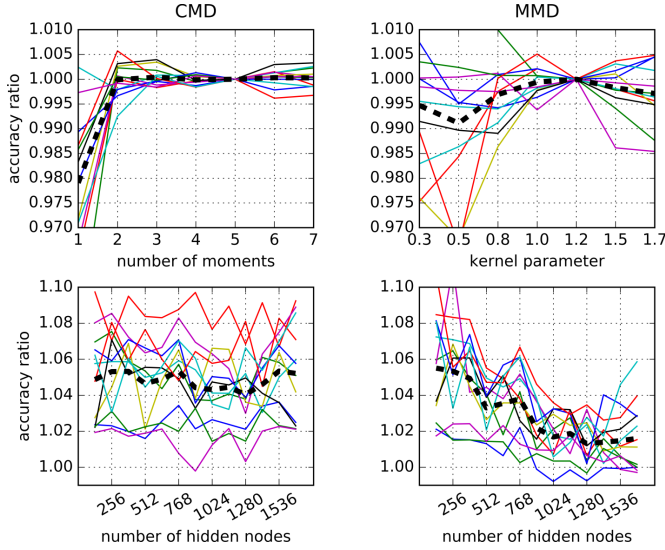 CMD
MMD
accuracy ratio
1.010
1.005
1.000
0.995
0.990
0.985
0.980
0.975
0.970
1 2 3 4 5 6 7
number of moments
1.010
1.005
1.000
0.995
0.990
0.985
0.980
0.975
0.970
0.3 0.5 0.8 1.0 1.2 1.5 1.7
kernel parameter
accuracy ratio
1.10
1.08
1.06
1.04
1.02
1.00
256 512 768 1024 1280 1536
number of hidden nodes
1.10
1.08
1.06
1.04
1.02
1.00
256 512 768 1024 1280 1536
number of hidden nodes